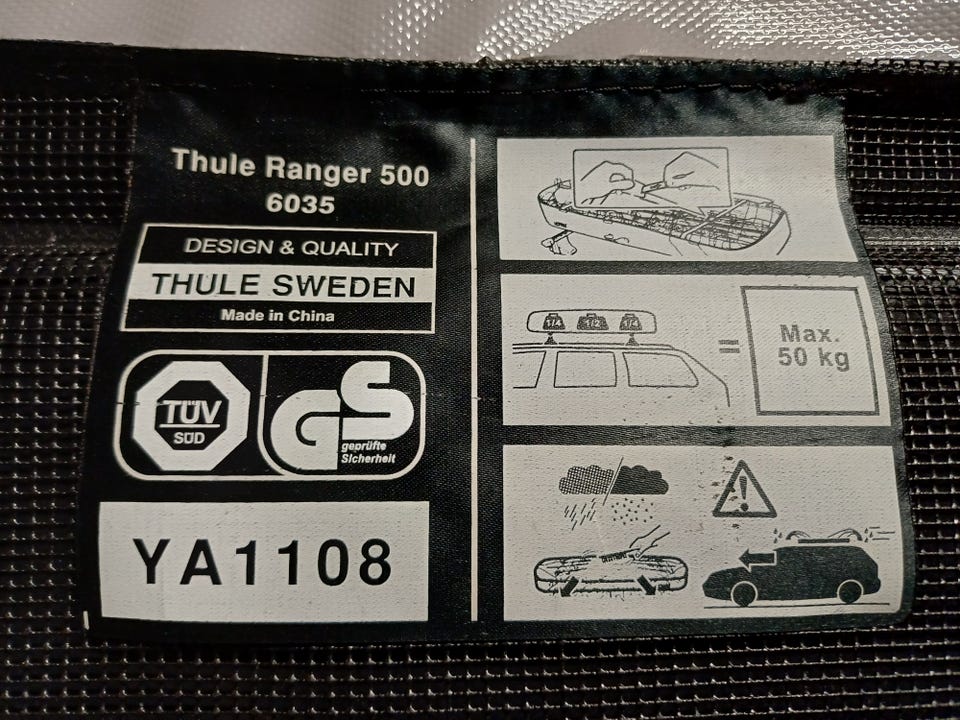 Thule Ranger 500
6035
DESIGN & QUALITY
THULE SWEDEN
Made in China
TÜV
SÜD
GS
geprüfte
Sicherheit
YA1108
1/4 1/2 1/4
=
Max.
50 kg
!